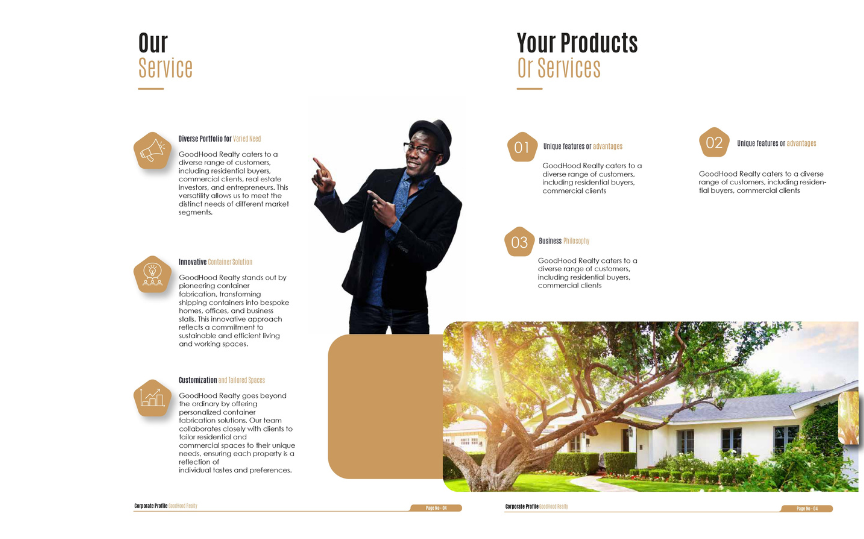 Our
Service
Diverse Portfolio for Varied Need
GoodHood Realty caters to a
diverse range of customers,
including residential buyers,
commercial clients, real estate
investors, and entrepreneurs. This
versatility allows us to meet the
distinct needs of different market
segments.
Innovative Container Solution
GoodHood Realty stands out by
pioneering container
fabrication, transforming
shipping containers into bespoke
homes, offices, and business
stalls. This innovative approach
reflects a commitment to
sustainable and efficient living
and working spaces.
Customization and Tailored Spaces
GoodHood Realty goes beyond
the ordinary by offering
personalized container
fabrication solutions. Our team
collaborates closely with clients to
tailor residential and
commercial spaces to their unique
needs, ensuring each property is a
reflection of
individual tastes and preferences.
Corporate Profile GoodHood Realty
Page No -
Your Products
Or Services
01
Unique features or advantages
GoodHood Realty caters to a
diverse range of customers,
including residential buyers,
commercial clients
02
Unique features or advantages
GoodHood Realty caters to a diverse
range of customers, including residen-
tial buyers, commercial clients
03
Business Philosophy
GoodHood Realty caters to a
diverse range of customers,
including residential buyers,
commercial clients
Corporate Profile GoodHood Realty
Page No -